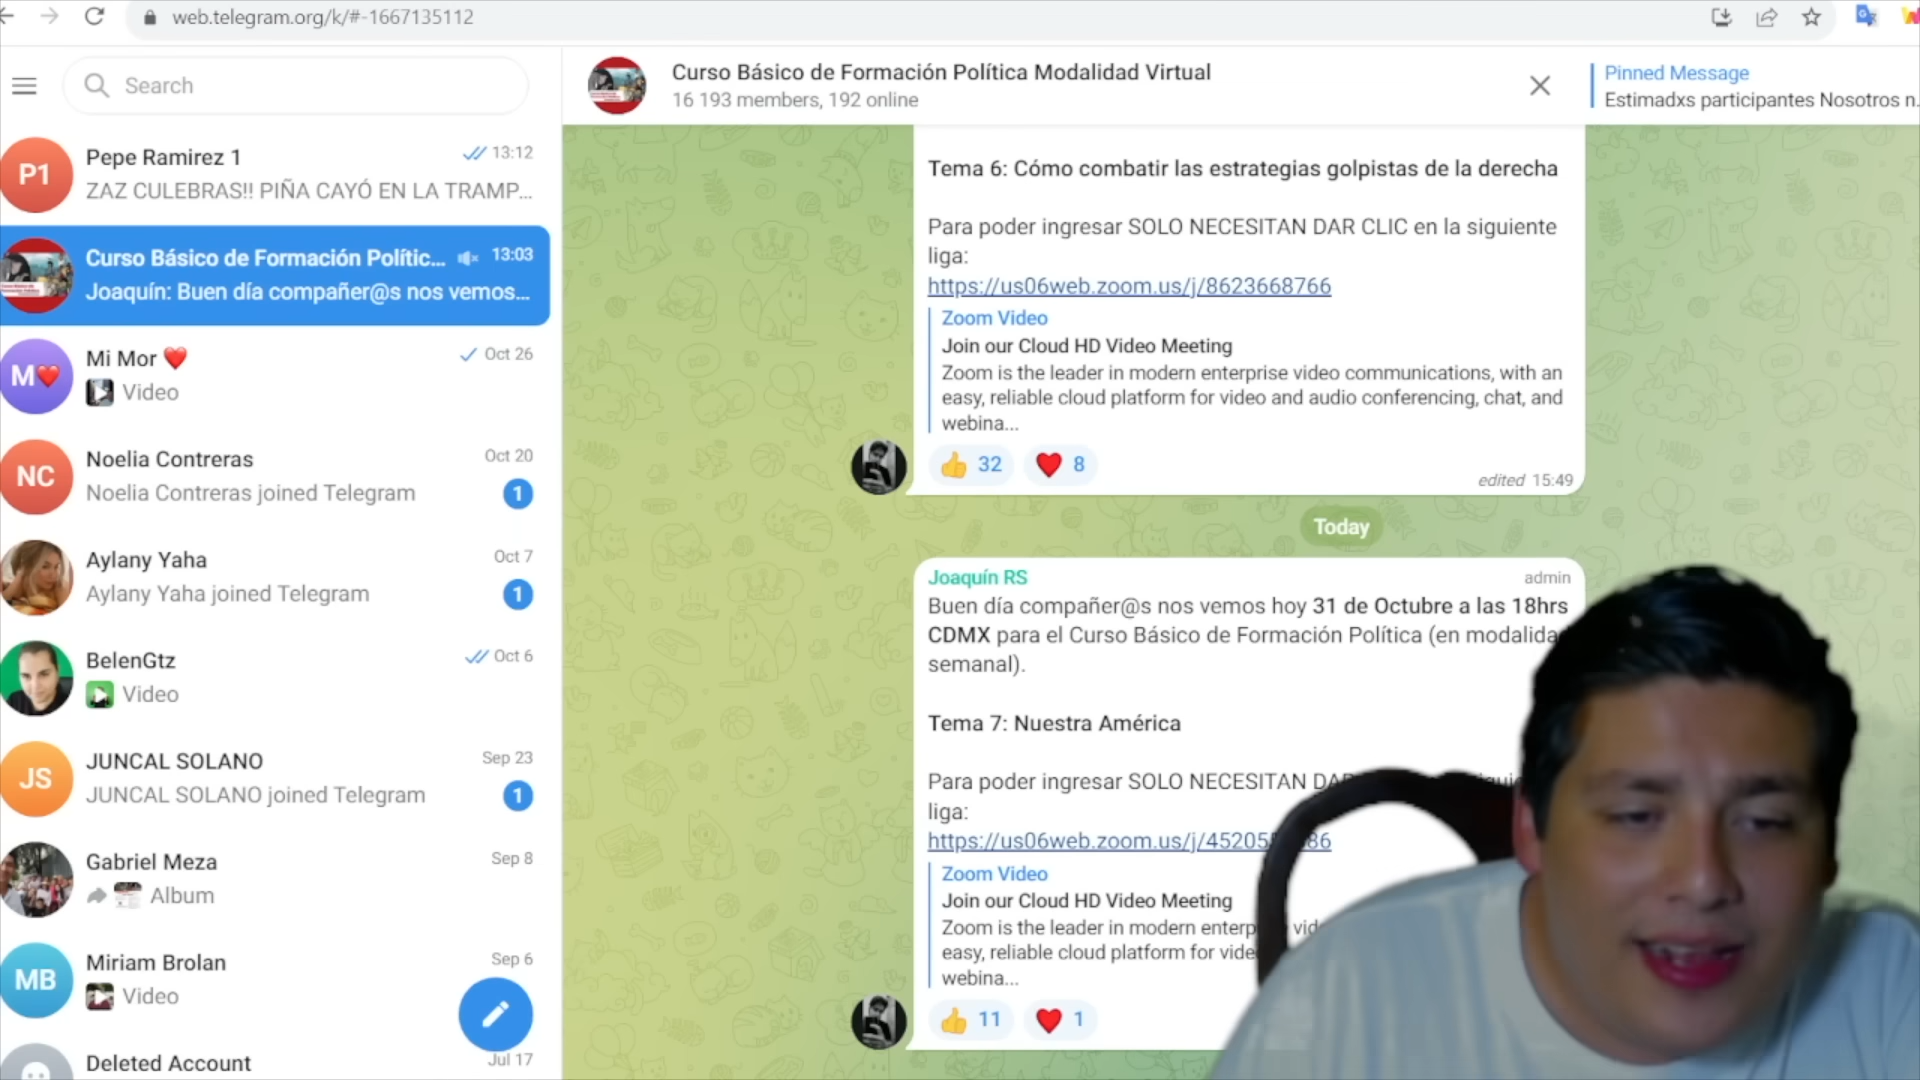 web.telegram.org/k/#-1667135112
Search
Curso Básico de Formación Política Modalidad Virtual
16 193 members, 192 online
Pinned Message
Estimadxs participantes Nosotros n...
P1
Pepe Ramirez 1
13:12
ZAZ CULEBRAS!! PIÑA CAYÓ EN LA TRAMP...
Curso Básico de Formación Polític...
13:03
Joaquín: Buen día compañer@s nos vemos...
M❤️
Mi Mor ❤️
Oct 26
Video
NC
Noelia Contreras
Oct 20
Noelia Contreras joined Telegram
1
Aylany Yaha
Oct 7
Aylany Yaha joined Telegram
1
BelenGtz
Oct 6
Video
JS
JUNCAL SOLANO
Sep 23
JUNCAL SOLANO joined Telegram
1
Gabriel Meza
Sep 8
Album
MB
Miriam Brolan
Sep 6
Video
Deleted Account
Jul 17
Tema 6: Cómo combatir las estrategias golpistas de la derecha
Para poder ingresar SOLO NECESITAN DAR CLIC en la siguiente
liga:
https://us06web.zoom.us/j/8623668766
Zoom Video
Join our Cloud HD Video Meeting
Zoom is the leader in modern enterprise video communications, with an
easy, reliable cloud platform for video and audio conferencing, chat, and
webina...
👍 32 ❤️ 8
edited 15:49
Today
Joaquín RS
admin
Buen día compañer@s nos vemos hoy 31 de Octubre a las 18hrs
CDMX para el Curso Básico de Formación Política (en modalida
semanal).
Tema 7: Nuestra América
Para poder ingresar SOLO NECESITAN
liga:
https://us06web.zoom.us/j/45205
Zoom Video
Join our Cloud HD Video Meeting
Zoom is the leader in modern
easy, reliable cloud platform for
webina...
👍 11 ❤️ 1